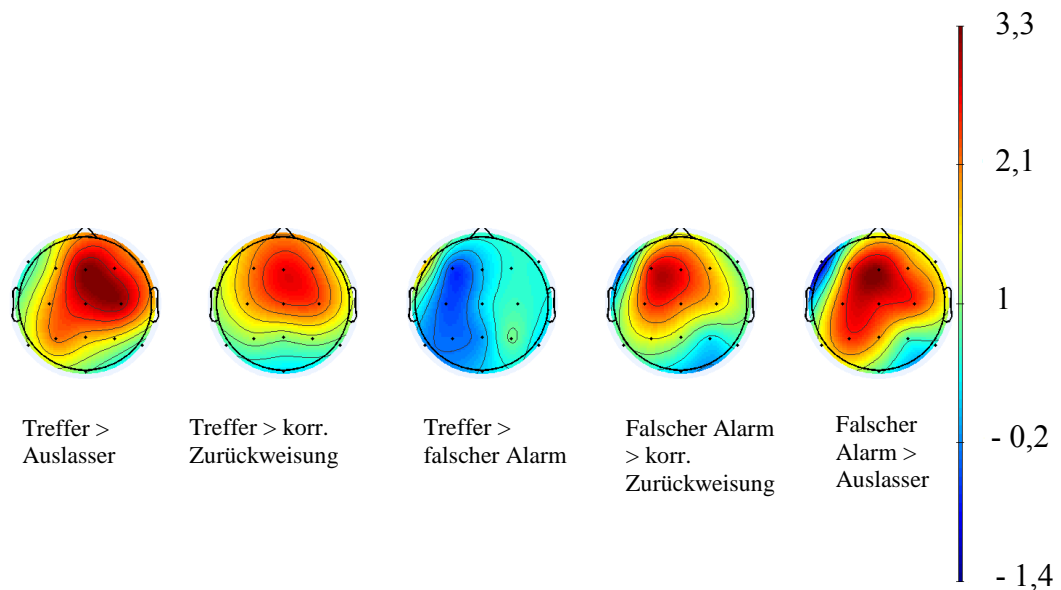 3,3
2,1
1
- 0,2
- 1,4
Treffer >
Auslasser
Treffer > korr.
Zurückweisung
Treffer >
falscher Alarm
Falscher Alarm
> korr.
Zurückweisung
Falscher
Alarm >
Auslasser